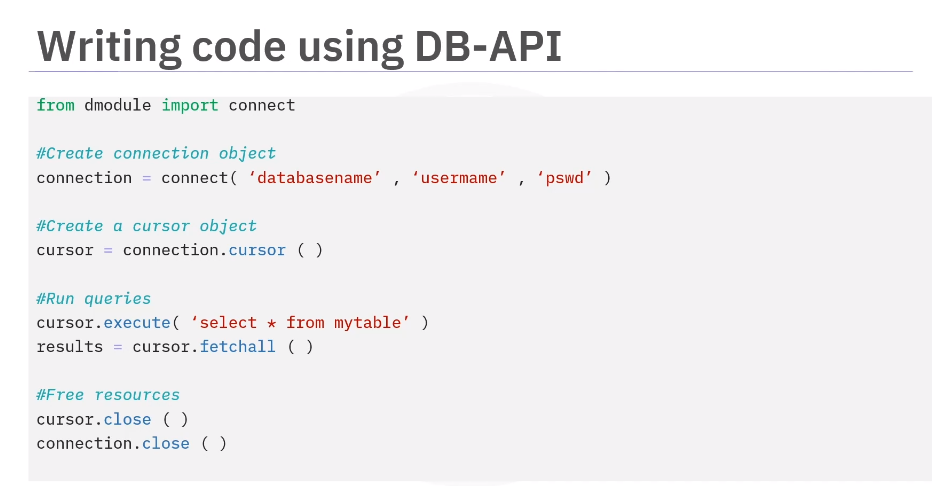 Writing code using DB-API
from dmodule import connect
#Create connection object
connection = connect( ‘databasename’ , ‘usermame’ , ‘pswd’ )
#Create a cursor object
cursor = connection.cursor ( )
#Run queries
cursor.execute( ‘select * from mytable’ )
results = cursor.fetchall ( )
#Free resources
cursor.close ( )
connection.close ( )